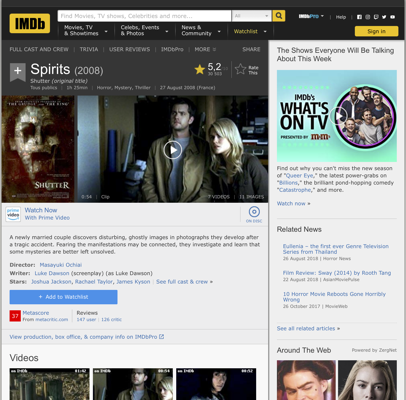 IMDb
Find Movies, TV shows, Celebrities and more...
All
IMDbPro
Help
Movies, TV
& Showtimes
Celebs, Events
& Photos
News &
Community
Watchlist
Sign in
FULL CAST AND CREW | TRIVIA | USER REVIEWS | IMDbPro | MORE
SHARE
Spirits (2008)
Shutter (original title)
Tous publics | 1h 25min | Horror, Mystery, Thriller | 27 August 2008 (France)
5,2
Rate
This
SHUTTER
0:54 | Clip
7 VIDEOS | 11 IMAGES
Watch Now
With Prime Video
ON DISC
A newly married couple discovers disturbing, ghostly images in photographs they develop after
a tragic accident. Fearing the manifestations may be connected, they investigate and learn that
some mysteries are better left unsolved.
Director: Masayuki Ochiai
Writer: Luke Dawson (screenplay) (as Luke Dawson)
Stars: Joshua Jackson, Rachael Taylor, James Kyson | See full cast & crew »
+ Add to Watchlist
37
Metascore
From metacritic.com
Reviews
147 user | 126 critic
View production, box office, & company info on IMDbPro
Videos
The Shows Everyone Will Be Talking
About This Week
IMDb's
WHAT'S
ON TV
PRESENTED BY
Find out why you can't miss the new season
of "Queer Eye," the latest power-grabs on
"Billions," the brilliant pond-hopping comedy
"Catastrophe," and more.
Watch now »
Related News
Eullenia – the first ever Genre Television
Series from Thailand
26 August 2018 | Horror News
Film Review: Sway (2014) by Rooth Tang
22 August 2018 | AsianMoviePulse
10 Horror Movie Reboots Gone Horribly
Wrong
26 October 2017 | MovieWeb
See all related articles »
Around The Web | Powered by ZergNet